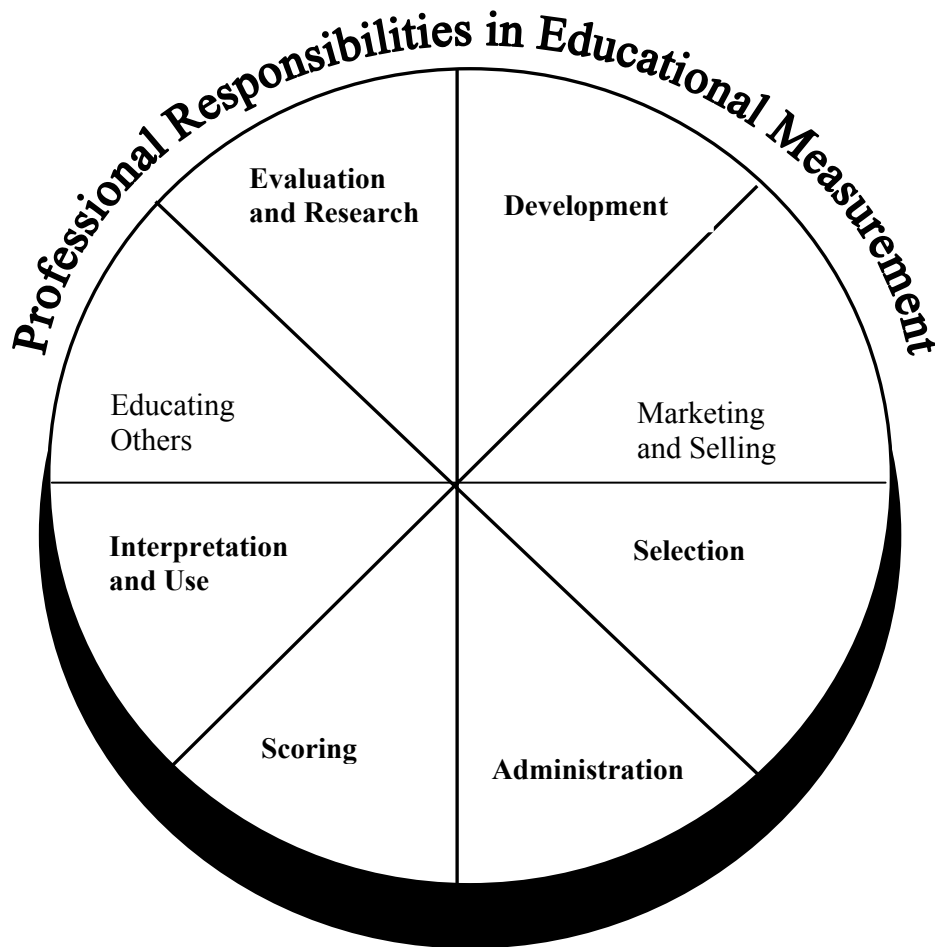 Professional Responsibilities in Educational Measurement
Evaluation
and Research
Development
Educating
Others
Marketing
and Selling
Interpretation
and Use
Selection
Scoring
Administration